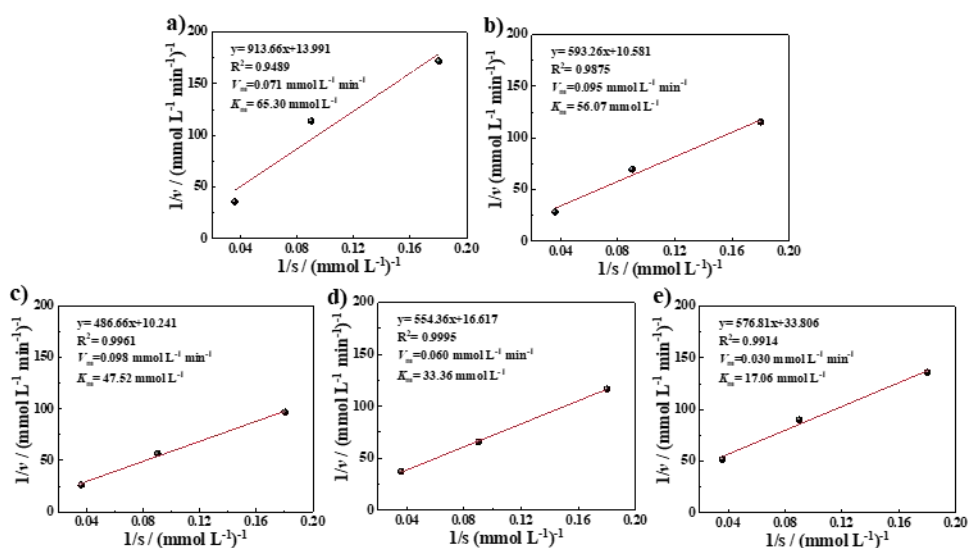 a)
y= 913.66x+13.991
R²= 0.9489
Vₘ=0.071 mmol L⁻¹ min⁻¹
Kₘ= 65.30 mmol L⁻¹
200
150
100
50
0
0.04 0.08 0.12 0.16 0.20
1/v / (mmol L⁻¹ min)⁻¹
1/s / (mmol L⁻¹)⁻¹
b)
y= 593.26x+10.581
R²= 0.9875
Vₘ=0.095 mmol L⁻¹ min⁻¹
Kₘ= 56.07 mmol L⁻¹
200
150
100
50
0
0.04 0.08 0.12 0.16 0.20
1/v / (mmol L⁻¹ min)⁻¹
1/s / (mmol L⁻¹)⁻¹
c)
y= 486.66x+10.241
R²= 0.9961
Vₘ=0.098 mmol L⁻¹ min⁻¹
Kₘ= 47.52 mmol L⁻¹
200
150
100
50
0
0.04 0.08 0.12 0.16 0.20
1/v / (mmol L⁻¹ min)⁻¹
1/s / (mmol L⁻¹)⁻¹
d)
y= 554.36x+16.617
R²= 0.9995
Vₘ=0.060 mmol L⁻¹ min⁻¹
Kₘ= 33.36 mmol L⁻¹
200
150
100
50
0
0.04 0.08 0.12 0.16 0.20
1/v / (mmol L⁻¹ min⁻¹)⁻¹
1/s (mmol L⁻¹)⁻¹
e)
y= 576.81x+33.806
R²= 0.9914
Vₘ=0.030 mmol L⁻¹ min⁻¹
Kₘ= 17.06 mmol L⁻¹
200
150
100
50
0
0.04 0.08 0.12 0.16 0.20
1/v / (mmol L⁻¹ min⁻¹)⁻¹
1/s / (mmol L⁻¹)⁻¹